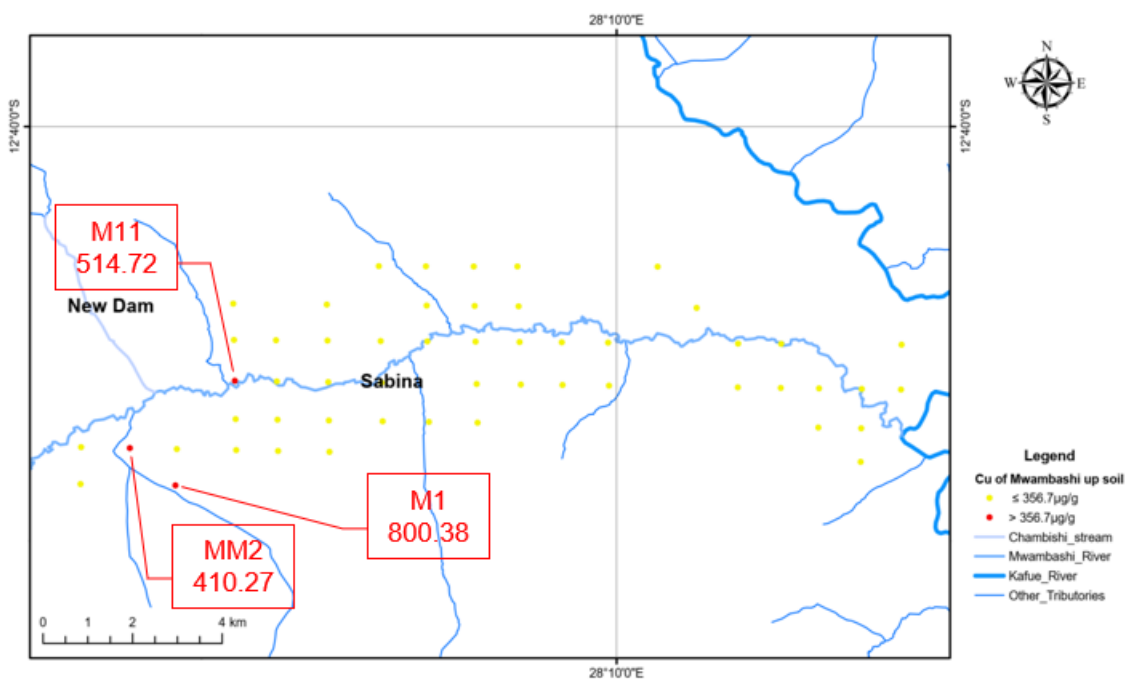 28°10'0"E
N
W
E
S
12°40'0"S
12°40'0"S
M11
514.72
New Dam
Sabina
M1
800.38
MM2
410.27
0 1 2 4 km
28°10'0"E
Legend
Cu of Mwambashi up soil
≤ 356.7µg/g
> 356.7µg/g
Chambishi_stream
Mwambashi_River
Kafue_River
Other_Tributories